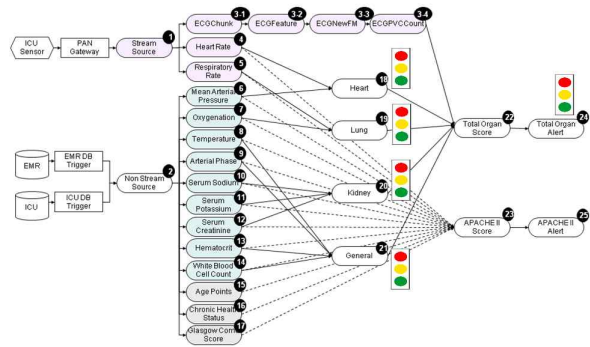 3-1
3-2
3-3
3-4
ECGChunk
ECGFeature
ECGNewFM
ECGPVCCount
1
4
ICU
Sensor
PAN
Gateway
Stream
Source
Heart Rate
5
Respiratory
Rate
6
Mean Arterial
Pressure
18
Heart
7
Oxygenation
8
Temperature
19
Lung
22
Total Organ
Score
24
Total Organ
Alert
9
Arterial Phase
EMR
EMR DB
Trigger
2
Non Stream
Source
10
Serum Sodium
20
Kidney
ICU
ICU DB
Trigger
11
Serum
Potassium
12
Serum
Creatinine
23
APACHE II
Score
25
APACHE II
Alert
13
Hematocrit
21
General
14
White Blood
Cell Count
15
Age Points
16
Chronic Health
Status
17
Glasgow Coma
Score